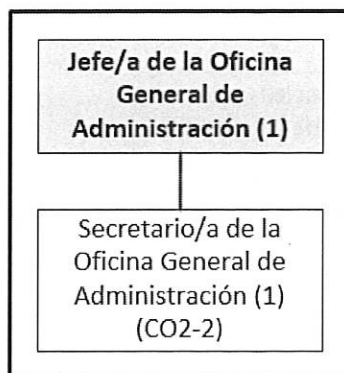 Jefe/a de la Oficina
General de
Administración (1)
Secretario/a de la
Oficina General de
Administración (1)
(CO2-2)